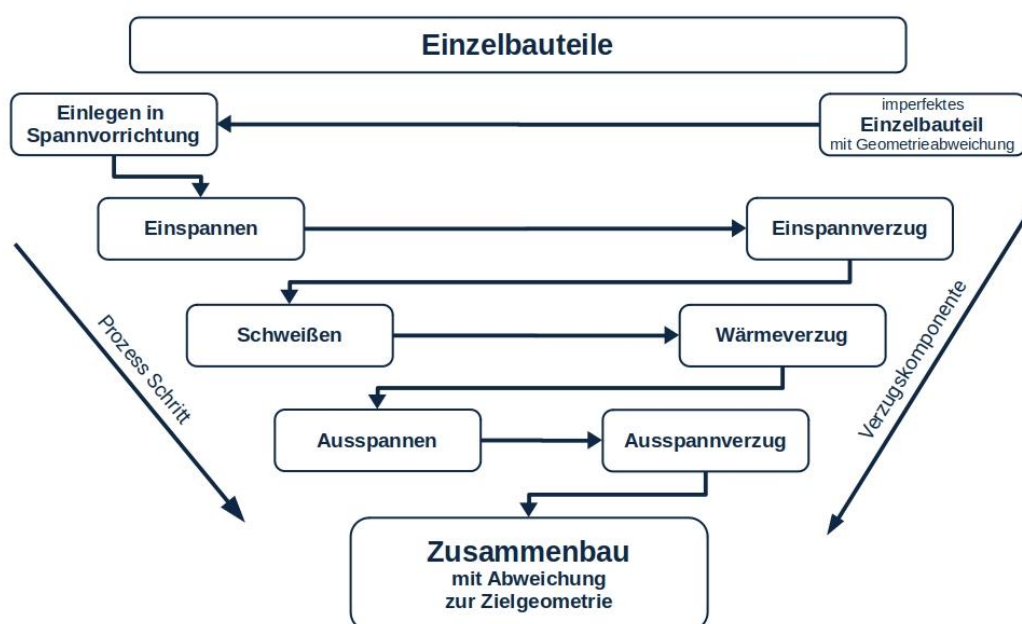 Einzelbauteile
Einlegen in
Spannvorrichtung
imperfektes
Einzelbauteil
mit Geometrieabweichung
Einspannen
Einspannverzug
Schweißen
Wärmeverzug
Prozess Schritt
Verzugskomponente
Ausspannen
Ausspannverzug
Zusammenbau
mit Abweichung
zur Zielgeometrie